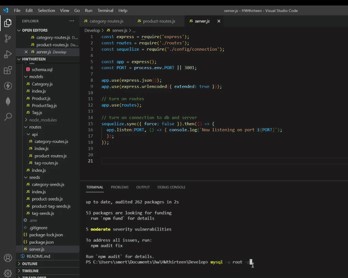 File Edit Selection View Go Run Terminal Help
server.js - HW#thirteen - Visual Studio Code
EXPLORER
OPEN EDITORS
category-routes.js
product-routes.js
server.js
HW#THIRTEEN
schema.sql
models
Category.js
index.js
Product.js
ProductTag.js
Tag.js
node_modules
routes
api
category-routes.js
index.js
product-routes.js
tag-routes.js
index.js
seeds
category-seeds.js
index.js
product-seeds.js
product-tag-seeds.js
tag-seeds.js
.env
.gitignore
package-lock.json
package.json
server.js
README.md
OUTLINE
TIMELINE
category-routes.js product-routes.js server.js
Develop > server.js > ...
const express = require('express');
const routes = require('./routes');
const sequelize = require('./config/connection');
const app = express();
const PORT = process.env.PORT || 3001;
app.use(express.json());
app.use(express.urlencoded({ extended: true }));
// turn on routes
app.use(routes);
// turn on connection to db and server
sequelize.sync({ force: false }).then(() => {
app.listen(PORT, () => { console.log(`Now listening on port ${PORT}`);
});
});
21
TERMINAL PROBLEMS OUTPUT DEBUG CONSOLE
up to date, audited 262 packages in 3s
33 packages are looking for funding
run `npm fund` for details
5 moderate severity vulnerabilities
To address all issues, run:
npm audit fix
Run `npm audit` for details.
mysql -u root